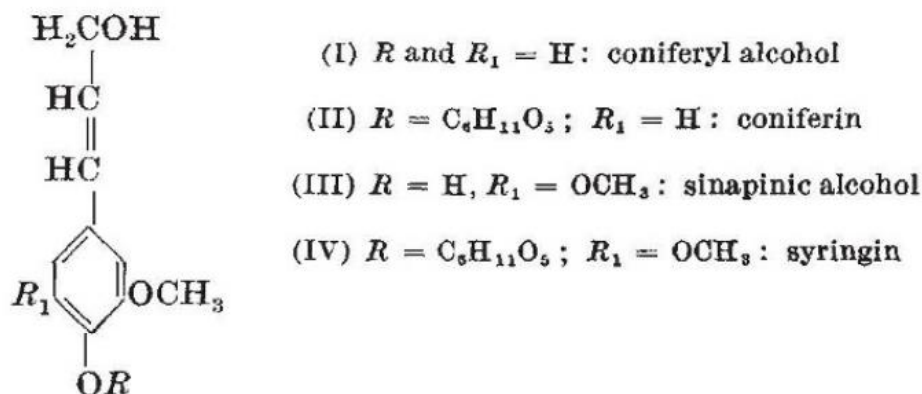 H₂COH
(I) R and R₁ = H: coniferyl alcohol
HC
(II) R = C₆H₁₁O₅; R₁ = H: coniferin
HC
(III) R = H, R₁ = OCH₃: sinapinic alcohol
(IV) R = C₆H₁₁O₅; R₁ = OCH₃: syringin
R₁ OCH₃
OR